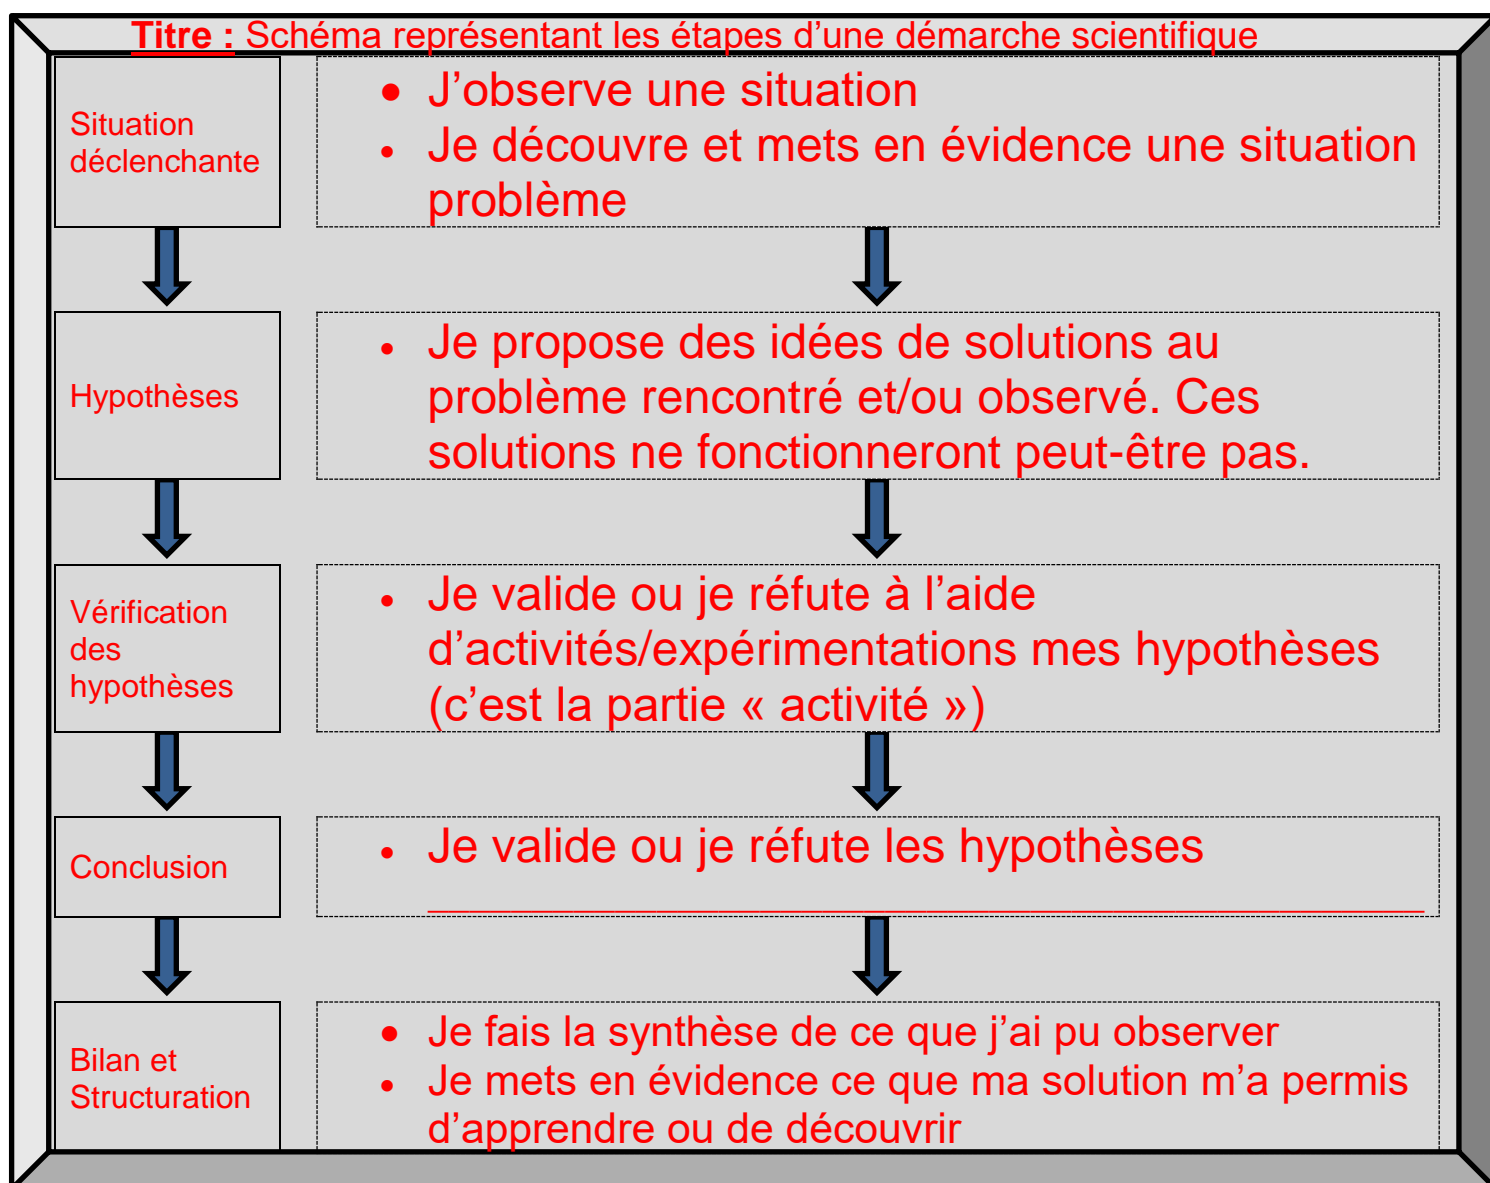 Titre : Schéma représentant les étapes d’une démarche scientifique
Situation
déclenchante
• J’observe une situation
• Je découvre et mets en évidence une situation
problème
Hypothèses
• Je propose des idées de solutions au
problème rencontré et/ou observé. Ces
solutions ne fonctionneront peut-être pas.
Vérification
des
hypothèses
• Je valide ou je réfute à l’aide
d’activités/expérimentations mes hypothèses
(c’est la partie « activité »)
Conclusion
• Je valide ou je réfute les hypothèses
Bilan et
Structuration
• Je fais la synthèse de ce que j’ai pu observer
• Je mets en évidence ce que ma solution m’a permis
d’apprendre ou de découvrir